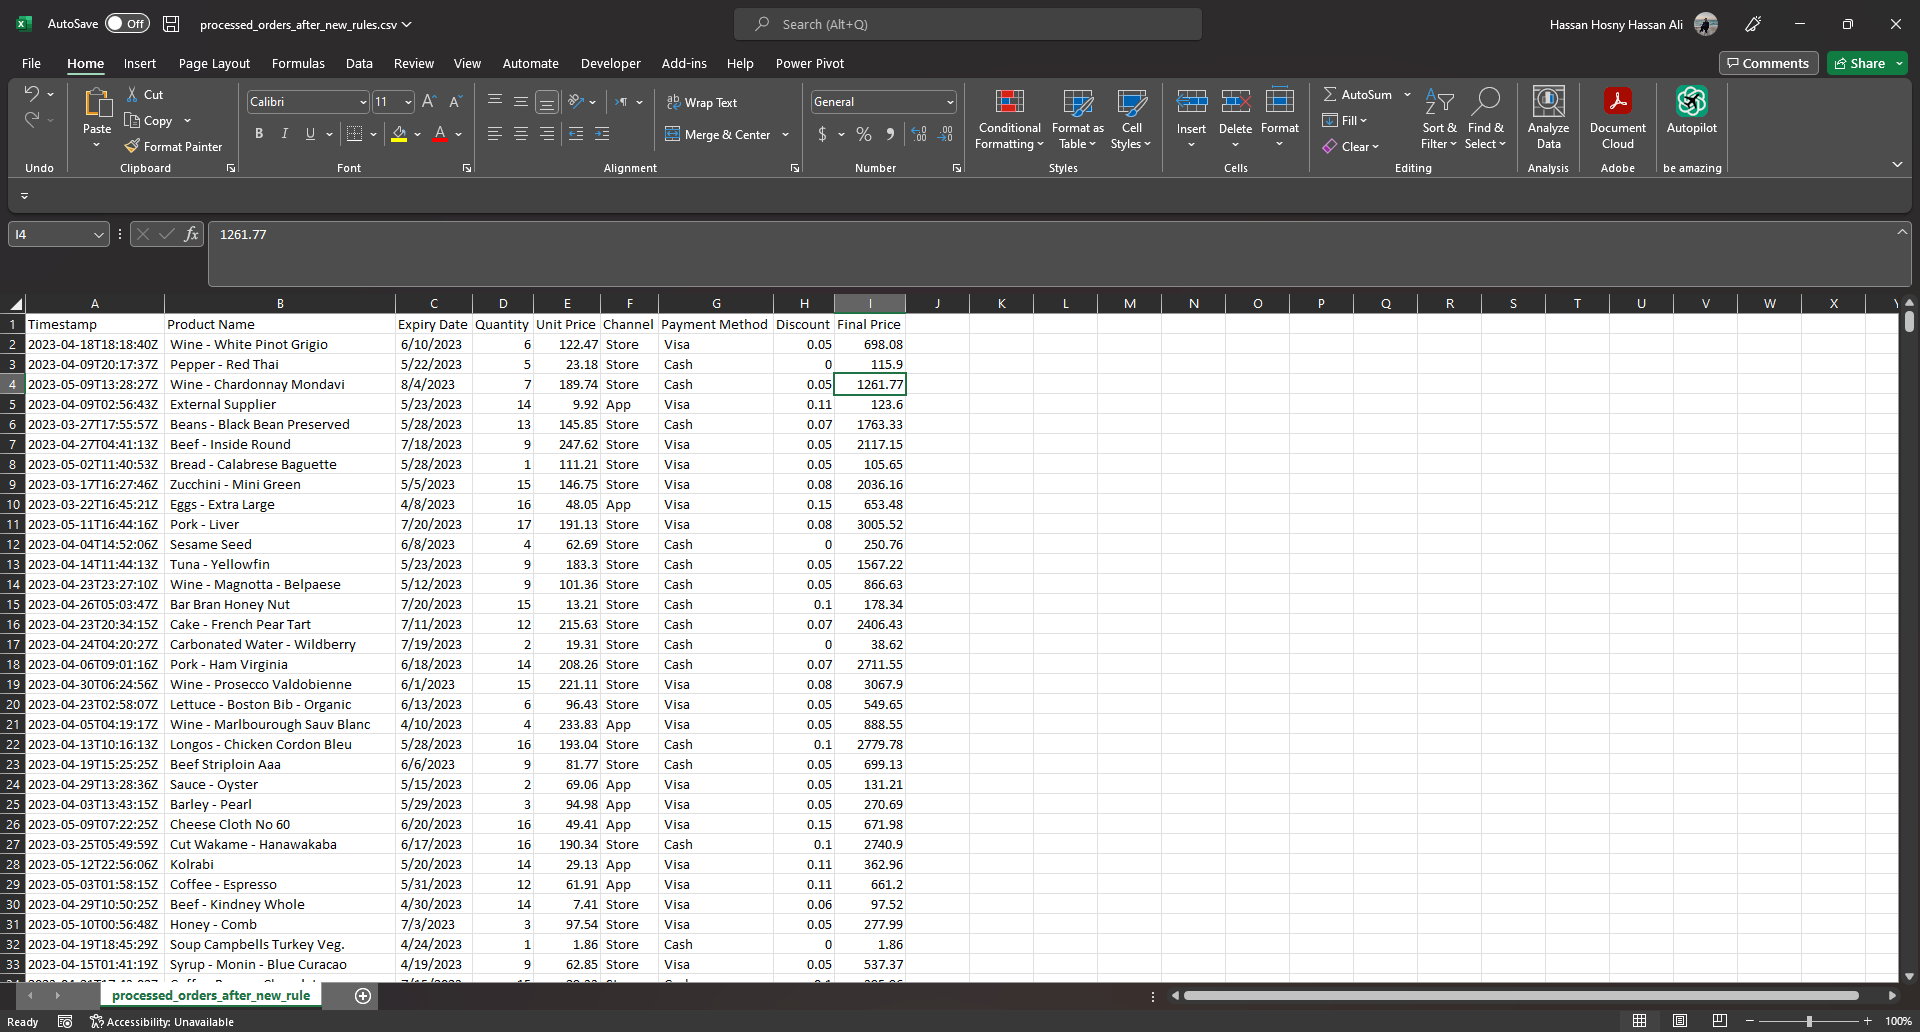 AutoSave Off processed_orders_after_new_rules.csv Search (Alt+Q) Hassan Hosny Hassan Ali
File Home Insert Page Layout Formulas Data Review View Automate Developer Add-ins Help Power Pivot Comments Share
Cut
Copy
Format Painter
Paste
Undo
Clipboard
Calibri 11
B I U
Font
Wrap Text
Merge & Center
Alignment
General
$ % 9
Number
Conditional Formatting
Format as Table
Cell Styles
Styles
Insert Delete Format
Cells
AutoSum
Fill
Clear
Sort & Filter
Find & Select
Editing
Analyze Data
Analysis
Document Cloud
Adobe
Autopilot
be amazing
I4 fx 1261.77
A B C D E F G H I J K L M N O P Q R S T U V W X Y
1 Timestamp Product Name Expiry Date Quantity Unit Price Channel Payment Method Discount Final Price
2 2023-04-18T18:18:40Z Wine - White Pinot Grigio 6/10/2023 6 122.47 Store Visa 0.05 698.08
3 2023-04-09T20:17:37Z Pepper - Red Thai 5/22/2023 5 23.18 Store Cash 0 115.9
4 2023-05-09T13:28:27Z Wine - Chardonnay Mondavi 8/4/2023 7 189.74 Store Cash 0.05 1261.77
5 2023-04-09T02:56:43Z External Supplier 5/23/2023 14 9.92 App Visa 0.11 123.6
6 2023-03-27T17:55:57Z Beans - Black Bean Preserved 5/28/2023 13 145.85 Store Cash 0.07 1763.33
7 2023-04-27T04:41:13Z Beef - Inside Round 7/18/2023 9 247.62 Store Visa 0.05 2117.15
8 2023-05-02T11:40:53Z Bread - Calabrese Baguette 5/28/2023 1 111.21 Store Visa 0.05 105.65
9 2023-03-17T16:27:46Z Zucchini - Mini Green 5/5/2023 15 146.75 Store Visa 0.08 2036.16
10 2023-03-22T16:45:21Z Eggs - Extra Large 4/8/2023 16 48.05 App Visa 0.15 653.48
11 2023-05-11T16:44:16Z Pork - Liver 7/20/2023 17 191.13 Store Visa 0.08 3005.52
12 2023-04-04T14:52:06Z Sesame Seed 6/8/2023 4 62.69 Store Cash 0 250.76
13 2023-04-14T11:44:13Z Tuna - Yellowfin 5/23/2023 9 183.3 Store Cash 0.05 1567.22
14 2023-04-23T23:27:10Z Wine - Magnotta - Belpaese 5/12/2023 9 101.36 Store Cash 0.05 866.63
15 2023-04-26T05:03:47Z Bar Bran Honey Nut 7/20/2023 15 13.21 Store Cash 0.1 178.34
16 2023-04-23T20:34:15Z Cake - French Pear Tart 7/11/2023 12 215.63 Store Cash 0.07 2406.43
17 2023-04-24T04:20:27Z Carbonated Water - Wildberry 7/19/2023 2 19.31 Store Cash 0 38.62
18 2023-04-06T09:01:16Z Pork - Ham Virginia 6/18/2023 14 208.26 Store Cash 0.07 2711.55
19 2023-04-30T06:24:56Z Wine - Prosecco Valdobienne 6/1/2023 15 221.11 Store Visa 0.08 3067.9
20 2023-04-23T02:58:07Z Lettuce - Boston Bib - Organic 6/13/2023 6 96.43 Store Visa 0.05 549.65
21 2023-04-05T04:19:17Z Wine - Marlbourough Sauv Blanc 4/10/2023 4 233.83 App Visa 0.05 888.55
22 2023-04-13T10:16:13Z Longos - Chicken Cordon Bleu 5/28/2023 16 193.04 Store Cash 0.1 2779.78
23 2023-04-19T15:25:25Z Beef Striploin Aaa 6/6/2023 9 81.77 Store Cash 0.05 699.13
24 2023-04-29T13:28:36Z Sauce - Oyster 5/15/2023 2 69.06 App Visa 0.05 131.21
25 2023-04-03T13:43:15Z Barley - Pearl 5/29/2023 3 94.98 App Visa 0.05 270.69
26 2023-05-09T07:22:25Z Cheese Cloth No 60 6/20/2023 16 49.41 App Visa 0.15 671.98
27 2023-03-25T05:49:59Z Cut Wakame - Hanawakaba 6/17/2023 16 190.34 Store Cash 0.1 2740.9
28 2023-05-12T22:56:06Z Kolrabi 5/20/2023 14 29.13 App Visa 0.11 362.96
29 2023-05-03T01:58:15Z Coffee - Espresso 5/31/2023 12 61.91 App Visa 0.11 661.2
30 2023-04-29T10:50:25Z Beef - Kindney Whole 4/30/2023 14 7.41 Store Visa 0.06 97.52
31 2023-05-10T00:56:48Z Honey - Comb 7/3/2023 3 97.54 Store Visa 0.05 277.99
32 2023-04-19T18:45:29Z Soup Campbells Turkey Veg. 4/24/2023 1 1.86 Store Cash 0 1.86
33 2023-04-15T01:41:19Z Syrup - Monin - Blue Curacao 4/19/2023 9 62.85 Store Visa 0.05 537.37
processed_orders_after_new_rule
Ready Accessibility: Unavailable 100%